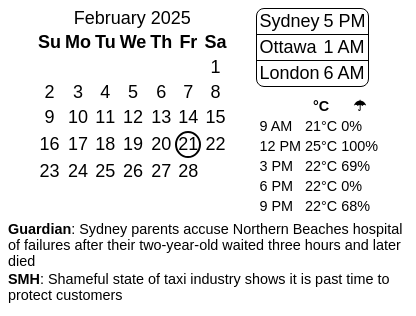 February 2025
Su Mo Tu We Th Fr Sa
1
2 3 4 5 6 7 8
9 10 11 12 13 14 15
16 17 18 19 20 21 22
23 24 25 26 27 28
Sydney 5 PM
Ottawa 1 AM
London 6 AM
°C ☂
9 AM 21°C 0%
12 PM 25°C 100%
3 PM 22°C 69%
6 PM 22°C 0%
9 PM 22°C 68%
Guardian: Sydney parents accuse Northern Beaches hospital
of failures after their two-year-old waited three hours and later
died
SMH: Shameful state of taxi industry shows it is past time to
protect customers